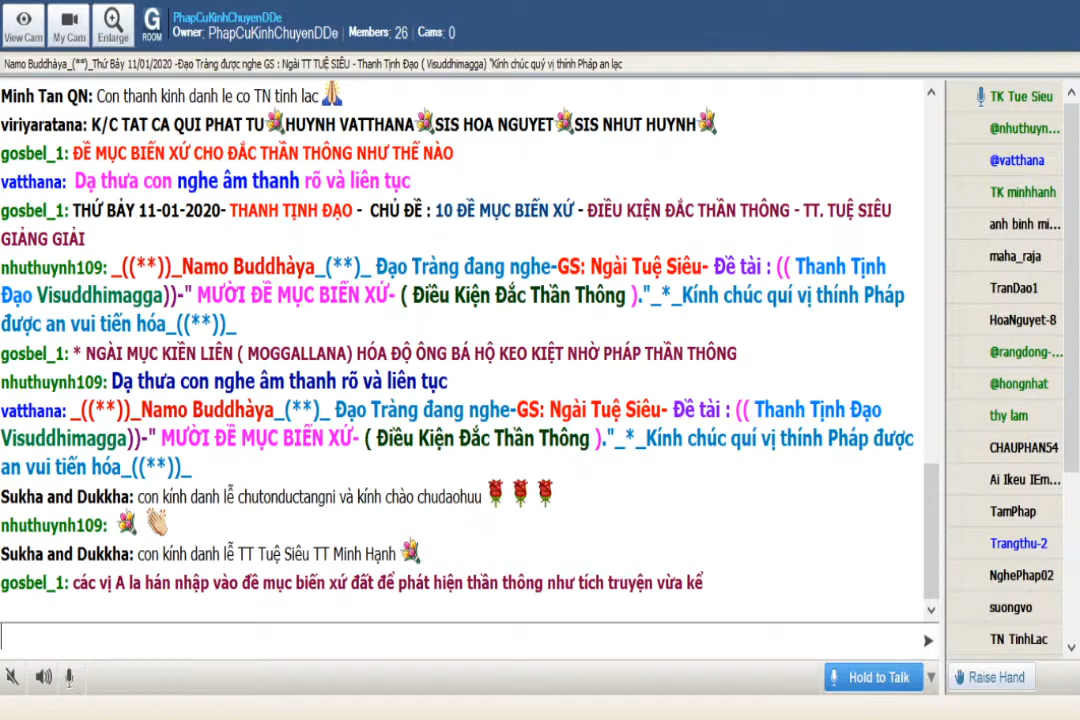 View Cam
My Cam
Enlarge
G
ROOM
PhapCuKinhChuyenDDe
Owner: PhapCuKinhChuyenDDe | Members: 26 | Cams: 0
Namo Buddhàya_(**)_Thứ Bảy 11/01/2020 -Đạo Tràng được nghe GS : Ngài TT TUỆ SIÊU - Thanh Tịnh Đạo ( Visuddhimagga) "Kính chúc quý vị thính Pháp an lạc
Minh Tan QN: Con thanh kinh danh le co TN tinh lac
viriyaratana: K/C TAT CA QUI PHAT TU HUYNH VATTHANA SIS HOA NGUYET SIS NHUT HUYNH
gosbel_1: ĐỀ MỤC BIẾN XỨ CHO ĐẮC THẦN THÔNG NHƯ THẾ NÀO
vatthana: Dạ thưa con nghe âm thanh rõ và liên tục
gosbel_1: THỨ BẢY 11-01-2020- THANH TỊNH ĐẠO - CHỦ ĐỀ : 10 ĐỀ MỤC BIẾN XỨ - ĐIỀU KIỆN ĐẮC THẦN THÔNG - TT. TUỆ SIÊU
GIẢNG GIẢI
nhuthuynh109: _((**))_Namo Buddhàya_(**)_ Đạo Tràng đang nghe-GS: Ngài Tuệ Siêu- Đề tài : (( Thanh Tịnh
Đạo Visuddhimagga))-" MƯỜI ĐỀ MỤC BIẾN XỨ- ( Điều Kiện Đắc Thần Thông )."_*_Kính chúc quí vị thính Pháp
được an vui tiến hóa_((**))_
gosbel_1: * NGÀI MỤC KIỀN LIÊN ( MOGGALLANA) HÓA ĐỘ ÔNG BÁ HỘ KEO KIỆT NHỜ PHÁP THẦN THÔNG
nhuthuynh109: Dạ thưa con nghe âm thanh rõ và liên tục
vatthana: _((**))_Namo Buddhàya_(**)_ Đạo Tràng đang nghe-GS: Ngài Tuệ Siêu- Đề tài : (( Thanh Tịnh Đạo
Visuddhimagga))-" MƯỜI ĐỀ MỤC BIẾN XỨ- ( Điều Kiện Đắc Thần Thông )."_*_Kính chúc quí vị thính Pháp được
an vui tiến hóa_((**))_
Sukha and Dukkha: con kính danh lễ chutonductangni và kính chào chudaohuu
nhuthuynh109:
Sukha and Dukkha: con kính danh lễ TT Tuệ Siêu TT Minh Hạnh
gosbel_1: các vị A la hán nhập vào đề mục biến xứ đất để phát hiện thần thông như tích truyện vừa kể
TK Tue Sieu
@nhuthuyn...
@vatthana
TK minhhanh
anh binh mi...
maha_raja
TranDao1
HoaNguyet-8
@rangdong-...
@hongnhat
thy lam
CHAUPHAN54
Ai Ikeu IEm...
TamPhap
Trangthu-2
NghePhap02
suongvo
TN TinhLac
Hold to Talk
Raise Hand